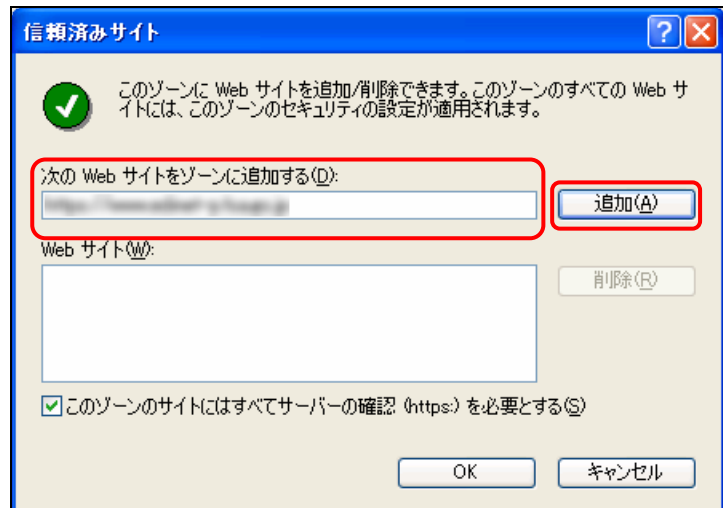 信頼済みサイト
このゾーンに Web サイトを追加/削除できます。このゾーンのすべての Web サ
イトには、このゾーンのセキュリティの設定が適用されます。
次の Web サイトをゾーンに追加する(D):
追加(A)
Web サイト(W):
削除(R)
このゾーンのサイトにはすべてサーバーの確認 (https:) を必要とする(S)
OK
キャンセル